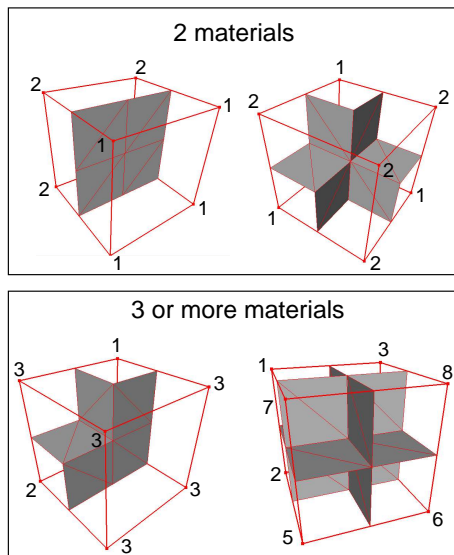 2 materials
2 2 1 1 2 1 1
1 2 2 2 1 1 2
3 or more materials
3 1 3 3 2 3 3
1 3 8 7 2 6 5